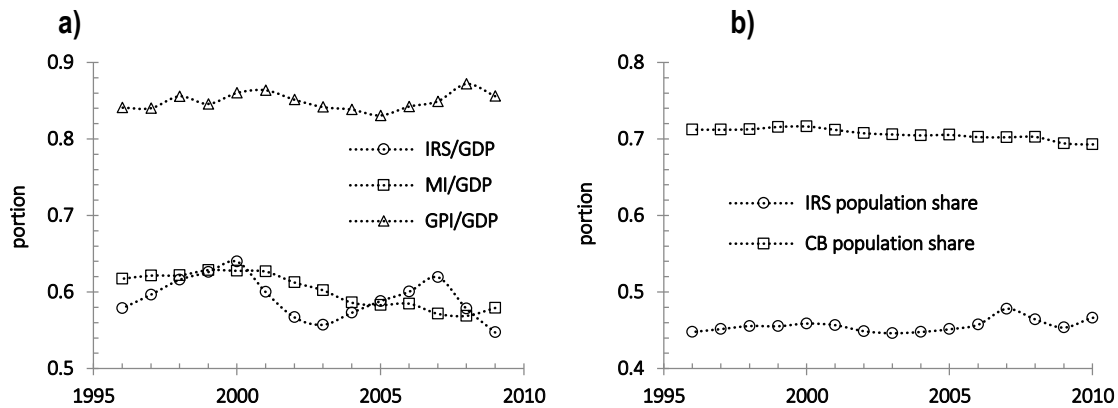 a)
0.9
0.8
0.7
0.6
0.5
portion
IRS/GDP
MI/GDP
GPI/GDP
1995
2000
2005
2010
b)
0.8
0.7
0.6
0.5
0.4
portion
IRS population share
CB population share
1995
2000
2005
2010